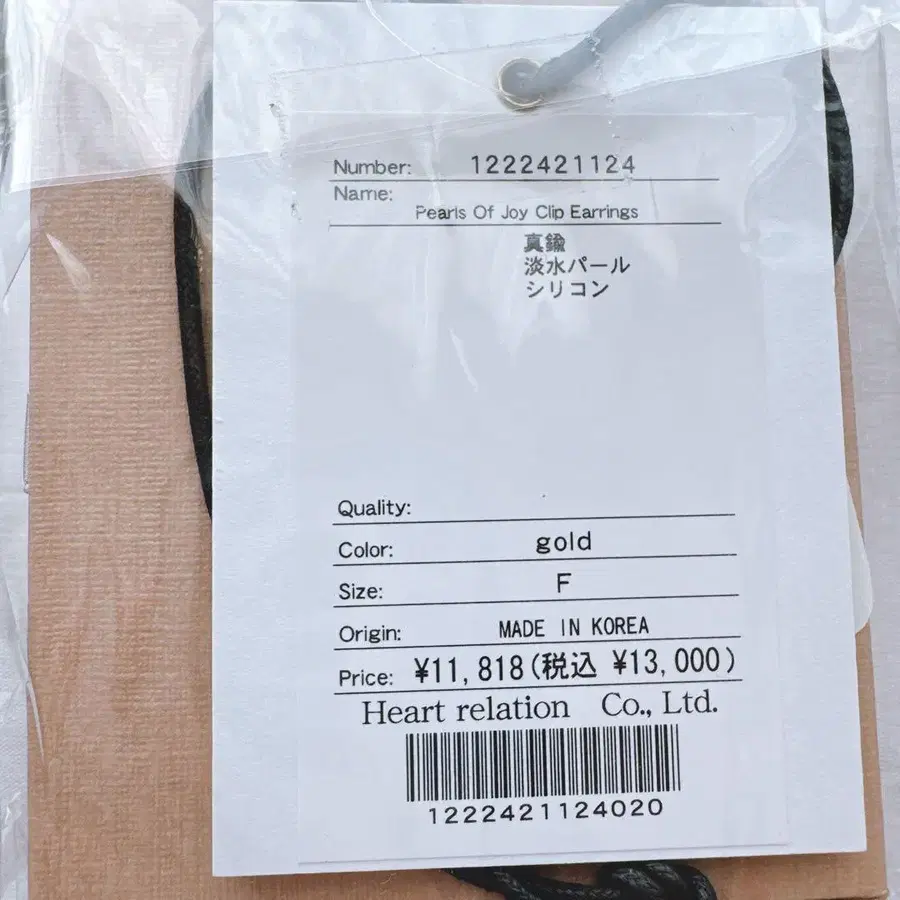 Number: 1222421124
Name:
Pearls Of Joy Clip Earrings
真鍮
淡水パール
シリコン
Quality:
Color: gold
Size: F
Origin: MADE IN KOREA
Price: ¥11,818(税込 ¥13,000)
Heart relation Co., Ltd.
1222421124020